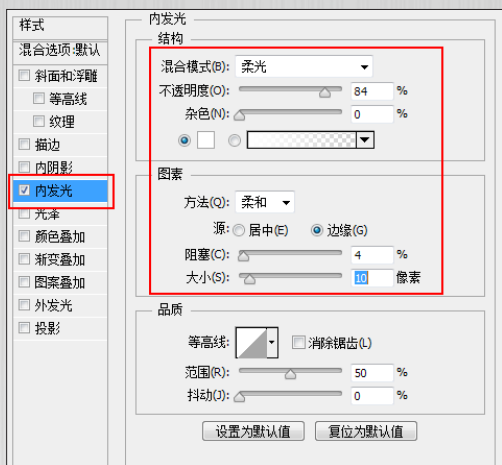 样式
混合选项:默认
斜面和浮雕
等高线
纹理
描边
内阴影
内发光
光泽
颜色叠加
渐变叠加
图案叠加
外发光
投影
内发光
结构
混合模式(B): 柔光
不透明度(O): 84 %
杂色(N): 0 %
图素
方法(Q): 柔和
源: 居中(E) 边缘(G)
阻塞(C): 4 %
大小(S): 10 像素
品质
等高线: 消除锯齿(L)
范围(R): 50 %
抖动(J): 0 %
设置为默认值 复位为默认值